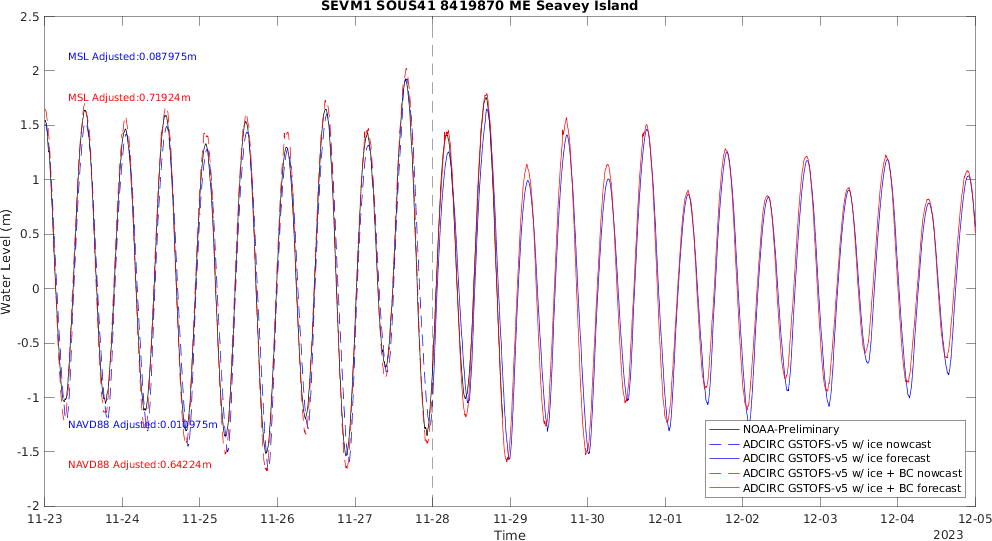 SEVM1 SOUS41 8419870 ME Seavey Island
2.5
2
1.5
1
0.5
0
-0.5
-1
-1.5
-2
Water Level (m)
MSL Adjusted:0.087975m
MSL Adjusted:0.71924m
NAVD88 Adjusted:0.010975m
NAVD88 Adjusted:0.64224m
NOAA-Preliminary
ADCIRC GSTOFS-v5 w/ ice nowcast
ADCIRC GSTOFS-v5 w/ ice forecast
ADCIRC GSTOFS-v5 w/ ice + BC nowcast
ADCIRC GSTOFS-v5 w/ ice + BC forecast
11-23 11-24 11-25 11-26 11-27 11-28 11-29 11-30 12-01 12-02 12-03 12-04 12-05
Time
2023